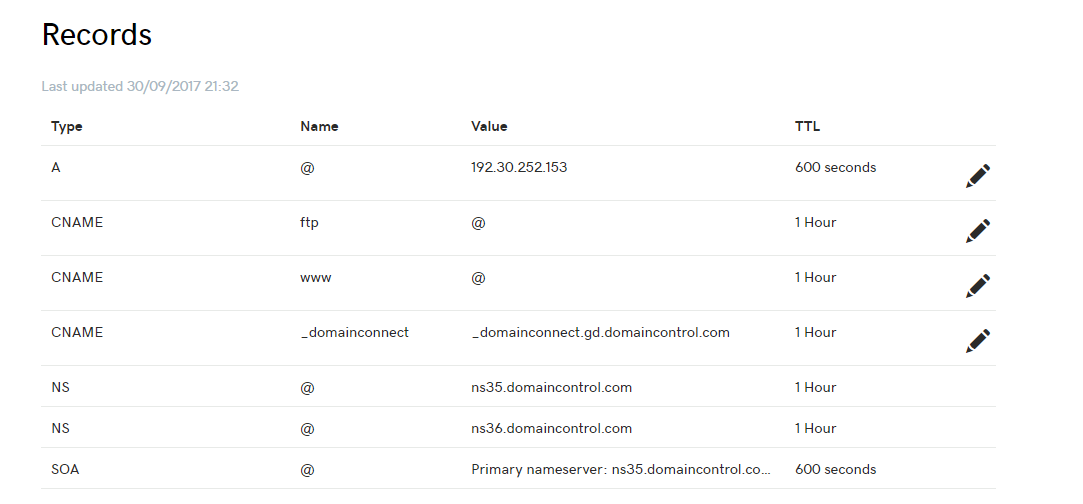 Records
Last updated 30/09/2017 21:32
Type Name Value TTL
A @ 192.30.252.153 600 seconds
CNAME ftp @ 1 Hour
CNAME www @ 1 Hour
CNAME _domainconnect _domainconnect.gd.domaincontrol.com 1 Hour
NS @ ns35.domaincontrol.com 1 Hour
NS @ ns36.domaincontrol.com 1 Hour
SOA @ Primary nameserver: ns35.domaincontrol.co... 600 seconds